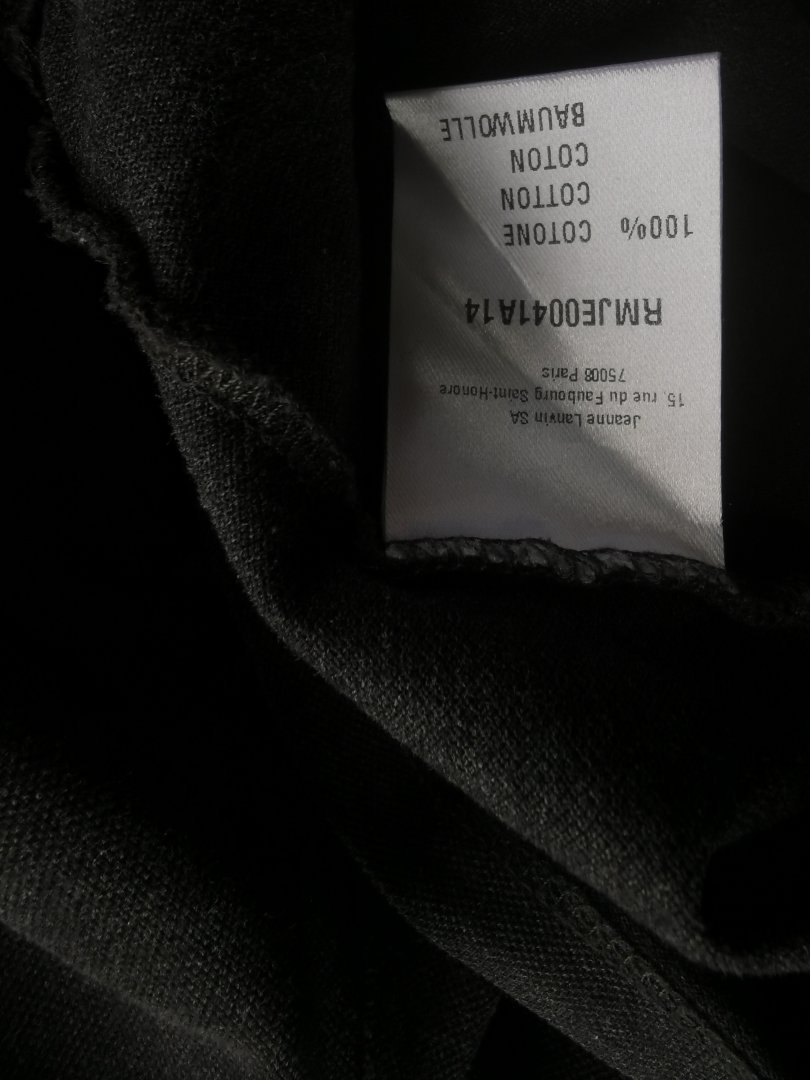 Jeanne Lanvin SA
15, rue du Faubourg Saint-Honore
75008 Paris
RMJE0041A14
100% COTONE
COTTON
COTON
BAUMWOLLE